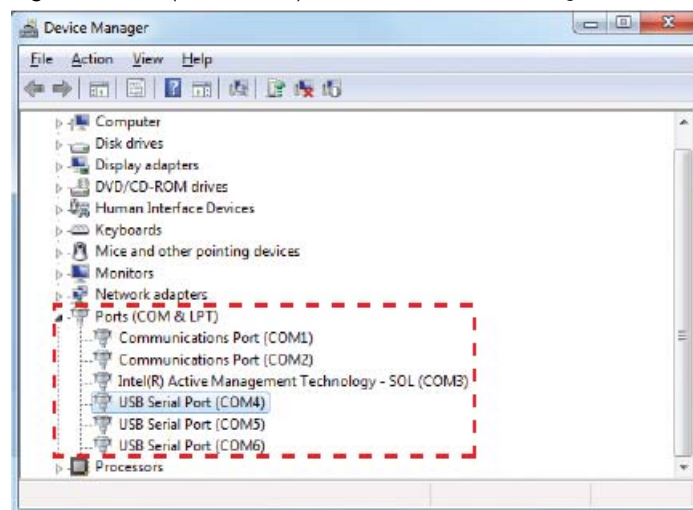 Device Manager
File Action View Help
Computer
Disk drives
Display adapters
DVD/CD-ROM drives
Human Interface Devices
Keyboards
Mice and other pointing devices
Monitors
Network adapters
Ports (COM & LPT)
Communications Port (COM1)
Communications Port (COM2)
Intel(R) Active Management Technology - SOL (COM3)
USB Serial Port (COM4)
USB Serial Port (COM5)
USB Serial Port (COM6)
Processors